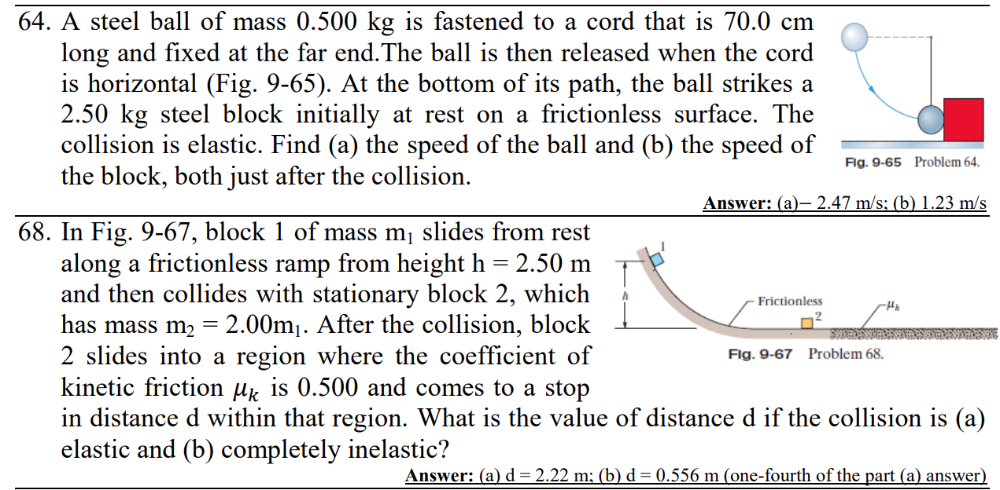 64. A steel ball of mass 0.500 kg is fastened to a cord that is 70.0 cm
long and fixed at the far end.The ball is then released when the cord
is horizontal (Fig. 9-65). At the bottom of its path, the ball strikes a
2.50 kg steel block initially at rest on a frictionless surface. The
collision is elastic. Find (a) the speed of the ball and (b) the speed of
the block, both just after the collision.
Fig. 9-65 Problem 64.
Answer: (a)– 2.47 m/s; (b) 1.23 m/s
68. In Fig. 9-67, block 1 of mass m₁ slides from rest
along a frictionless ramp from height h = 2.50 m
and then collides with stationary block 2, which
has mass m₂ = 2.00m₁. After the collision, block
2 slides into a region where the coefficient of
kinetic friction μₖ is 0.500 and comes to a stop
in distance d within that region. What is the value of distance d if the collision is (a)
elastic and (b) completely inelastic?
1
h
Frictionless
2
μₖ
Fig. 9-67 Problem 68.
Answer: (a) d = 2.22 m; (b) d = 0.556 m (one-fourth of the part (a) answer)